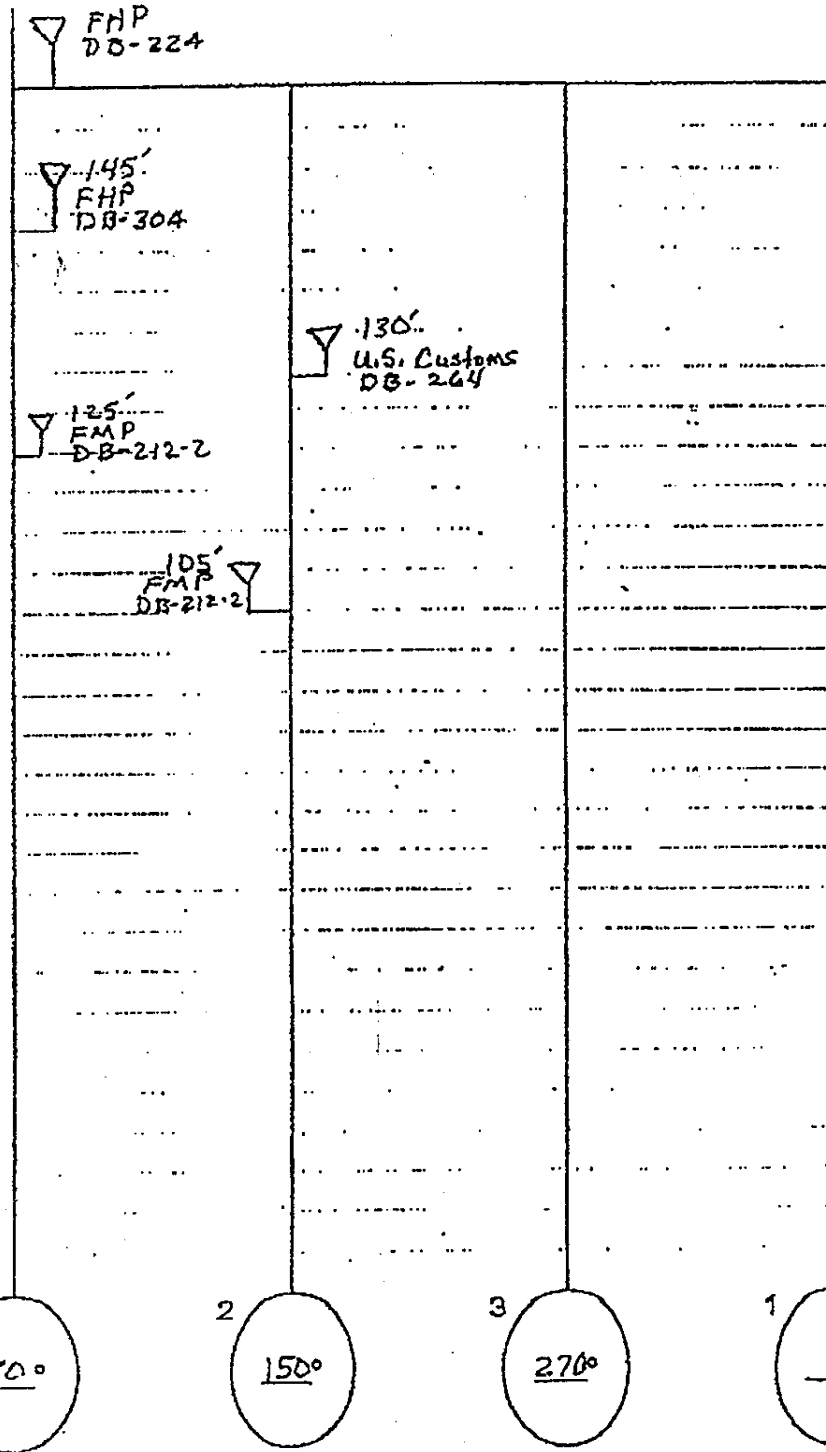 FHP
DB-224
145'
FHP
DB-304
130'
U.S. Customs
DB-264
125'
FMP
DB-212-2
105'
FMP
DB-212-2
2
3
1
0°
150°
270°